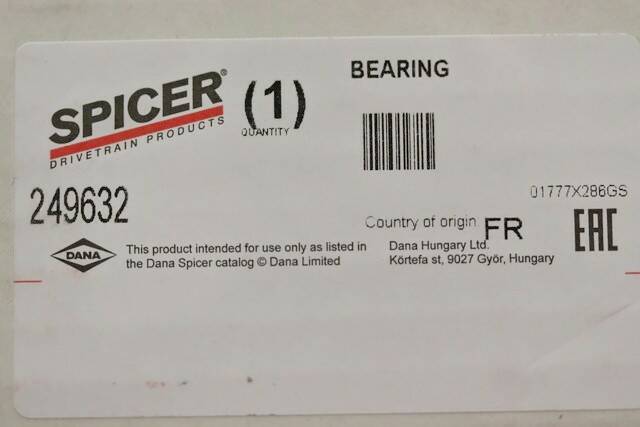 BEARING
SPICER®
DRIVETRAIN PRODUCTS
(1)
QUANTITY
249632
01777X286GS
Country of origin FR
EAC
DANA
This product intended for use only as listed in
the Dana Spicer catalog © Dana Limited
Dana Hungary Ltd.
Körtefa st, 9027 Győr, Hungary